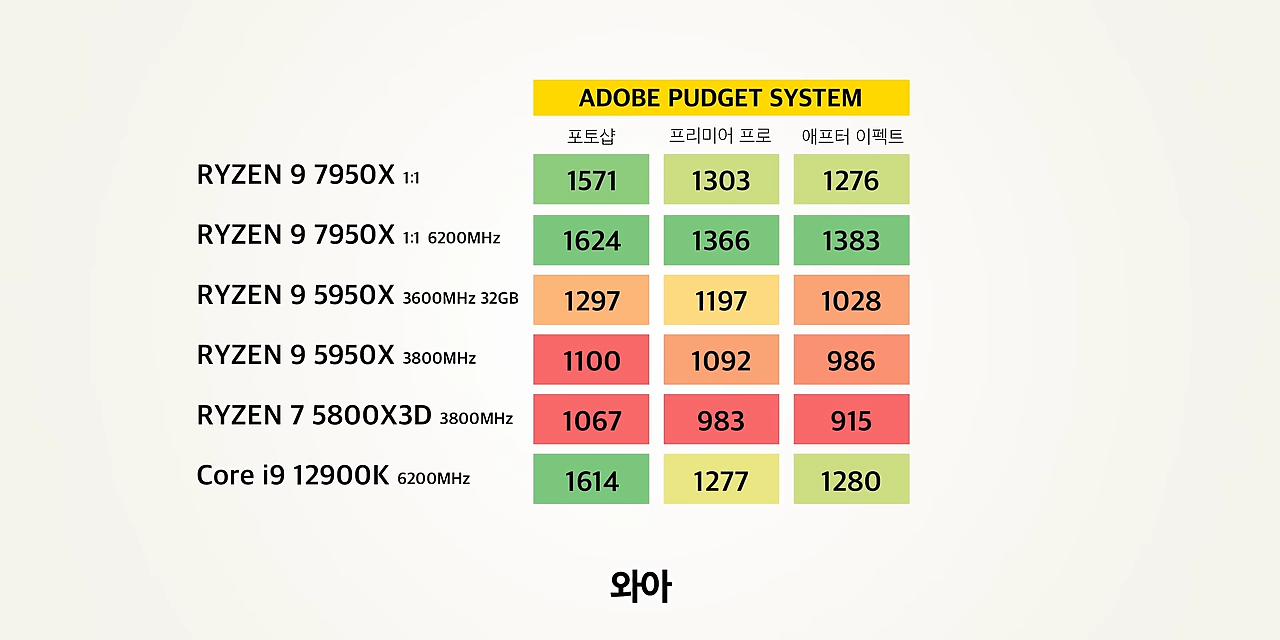 ADOBE PUDGET SYSTEM
포토샵 프리미어 프로 애프터 이펙트
RYZEN 9 7950X 1:1 1571 1303 1276
RYZEN 9 7950X 1:1 6200MHz 1624 1366 1383
RYZEN 9 5950X 3600MHz 32GB 1297 1197 1028
RYZEN 9 5950X 3800MHz 1100 1092 986
RYZEN 7 5800X3D 3800MHz 1067 983 915
Core i9 12900K 6200MHz 1614 1277 1280
와아